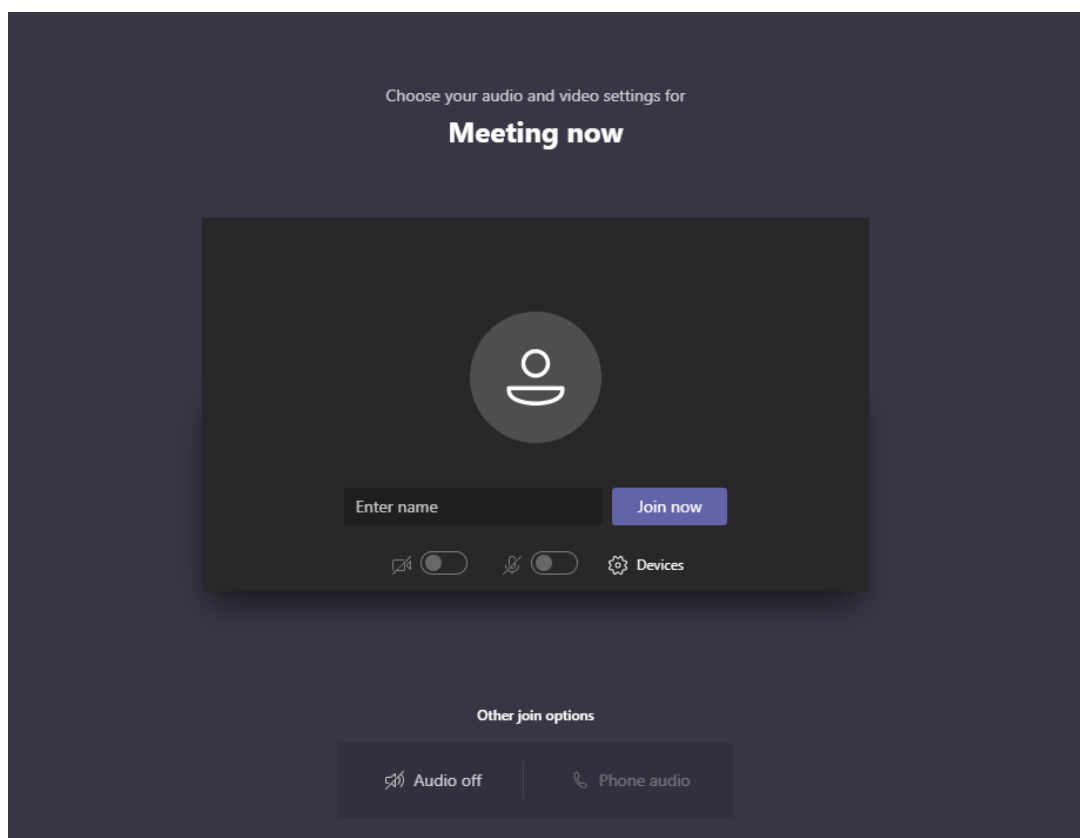 Choose your audio and video settings for
Meeting now
Enter name
Join now
Devices
Other join options
Audio off
Phone audio